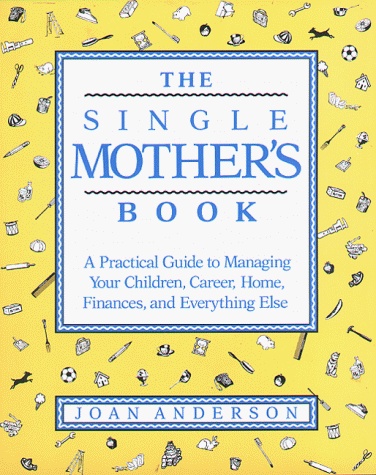 THE
SINGLE
MOTHER'S
BOOK
A Practical Guide to Managing
Your Children, Career, Home,
Finances, and Everything Else
JOAN ANDERSON